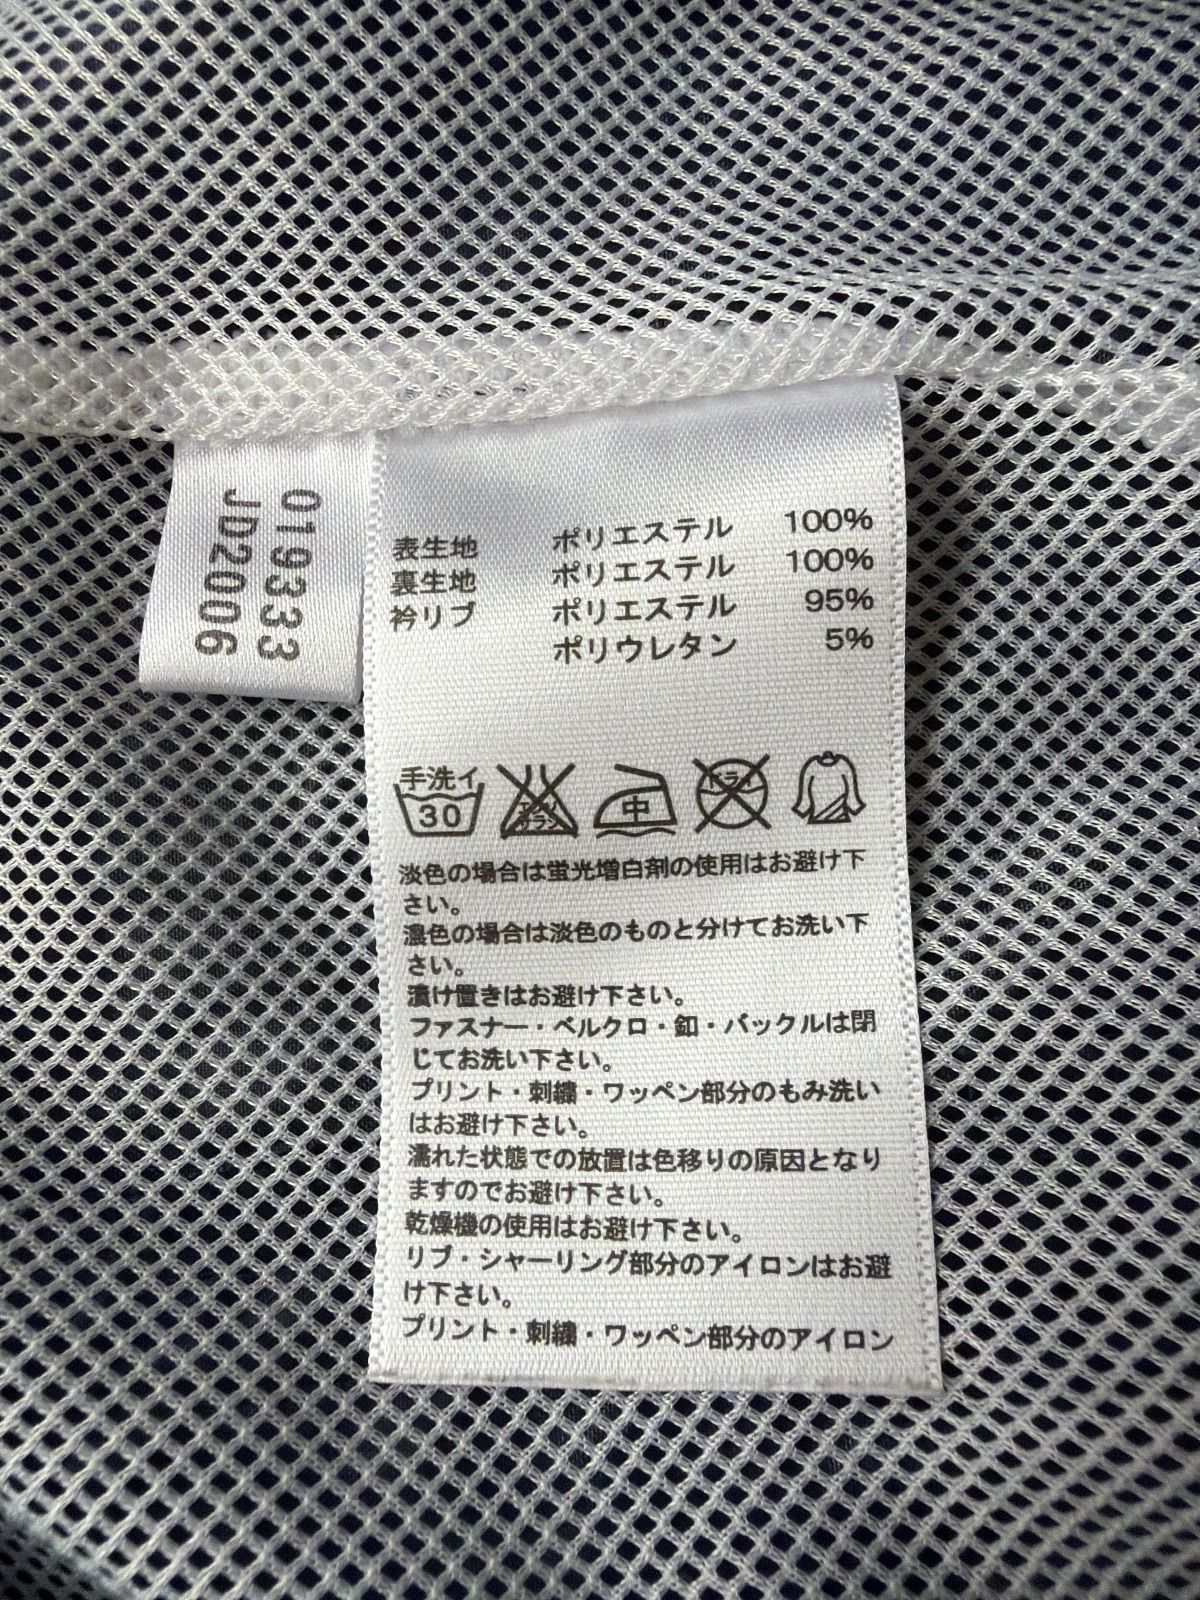 019333
JD2006
表生地 ポリエステル 100%
裏生地 ポリエステル 100%
衿リブ ポリエステル 95%
ポリウレタン 5%
手洗イ
30
エンソ
サラシ
中
ドライ
淡色の場合は蛍光増白剤の使用はお避け下
さい。
濃色の場合は淡色のものと分けてお洗い下
さい。
漬け置きはお避け下さい。
ファスナー・ベルクロ・釦・バックルは閉
じてお洗い下さい。
プリント・刺繍・ワッペン部分のもみ洗い
はお避け下さい。
濡れた状態での放置は色移りの原因となり
ますのでお避け下さい。
乾燥機の使用はお避け下さい。
リブ・シャーリング部分のアイロンはお避
け下さい。
プリント・刺繍・ワッペン部分のアイロン